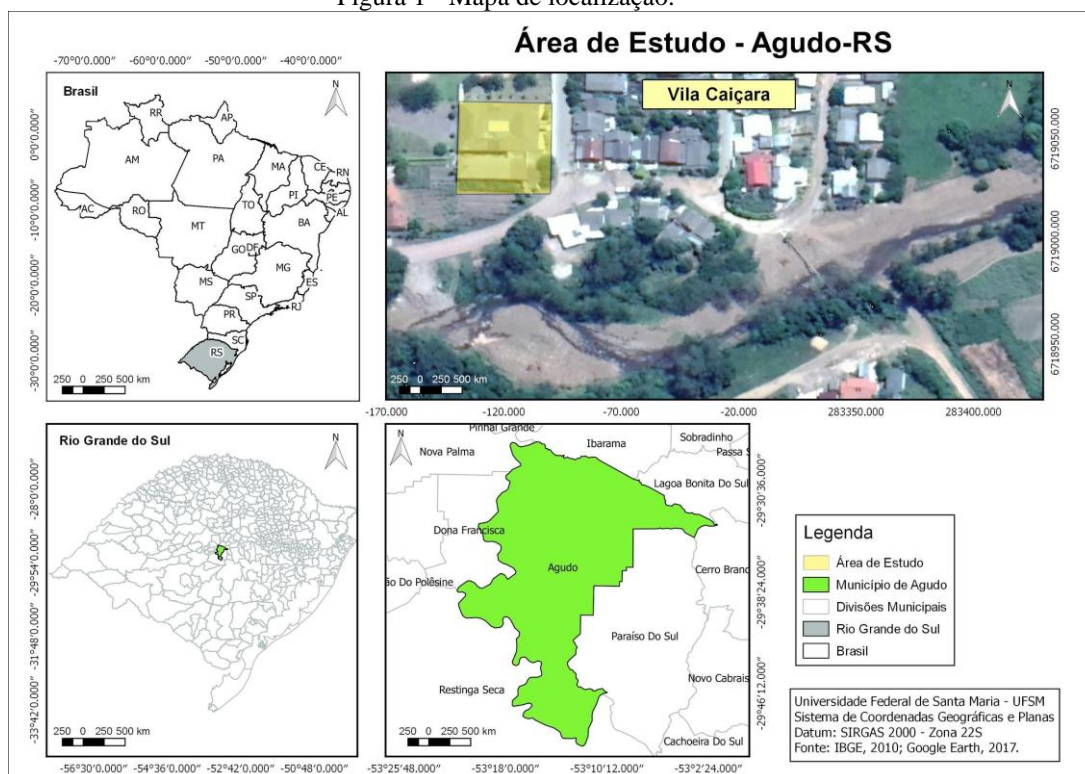 Figura 1 - Mapa de localização.
Área de Estudo - Agudo-RS
-70°0'0.000" -60°0'0.000" -50°0'0.000" -40°0'0.000"
Brasil
N
RR
AP
AM
PA
MA
CE
RN
PI
PE
AL
AC
RO
TO
BA
MT
GO
DF
MG
MS
ES
SP
RJ
PR
SC
RS
0°0'0.000"
-10°0'0.000"
-20°0'0.000"
-30°0'0.000"
250 0 250 500 km
Vila Caiçara
N
6719050.000
6719000.000
6718950.000
250 0 250 500 km
-170.000 -120.000 -70.000 -20.000 283350.000 283400.000
Rio Grande do Sul
N
-28°0'0.000"
-29°54'0.000"
-31°48'0.000"
-33°42'0.000"
250 0 250 500 km
-56°30'0.000" -54°36'0.000" -52°42'0.000" -50°48'0.000"
N
Pinhal Grande
Nova Palma
Ibarama
Sobradinho
Passa S
Lagoa Bonita Do Sul
Dona Francisca
Agudo
Cerro Branc
ão Do Polêsine
Paraíso Do Sul
Restinga Seca
Novo Cabrais
Cachoeira Do Sul
-29°30'36.000"
-29°38'24.000"
-29°46'12.000"
250 0 250 500 km
-53°25'48.000" -53°18'0.000" -53°10'12.000" -53°2'24.000"
Legenda
Área de Estudo
Município de Agudo
Divisões Municipais
Rio Grande do Sul
Brasil
Universidade Federal de Santa Maria - UFSM
Sistema de Coordenadas Geográficas e Planas
Datum: SIRGAS 2000 - Zona 22S
Fonte: IBGE, 2010; Google Earth, 2017.